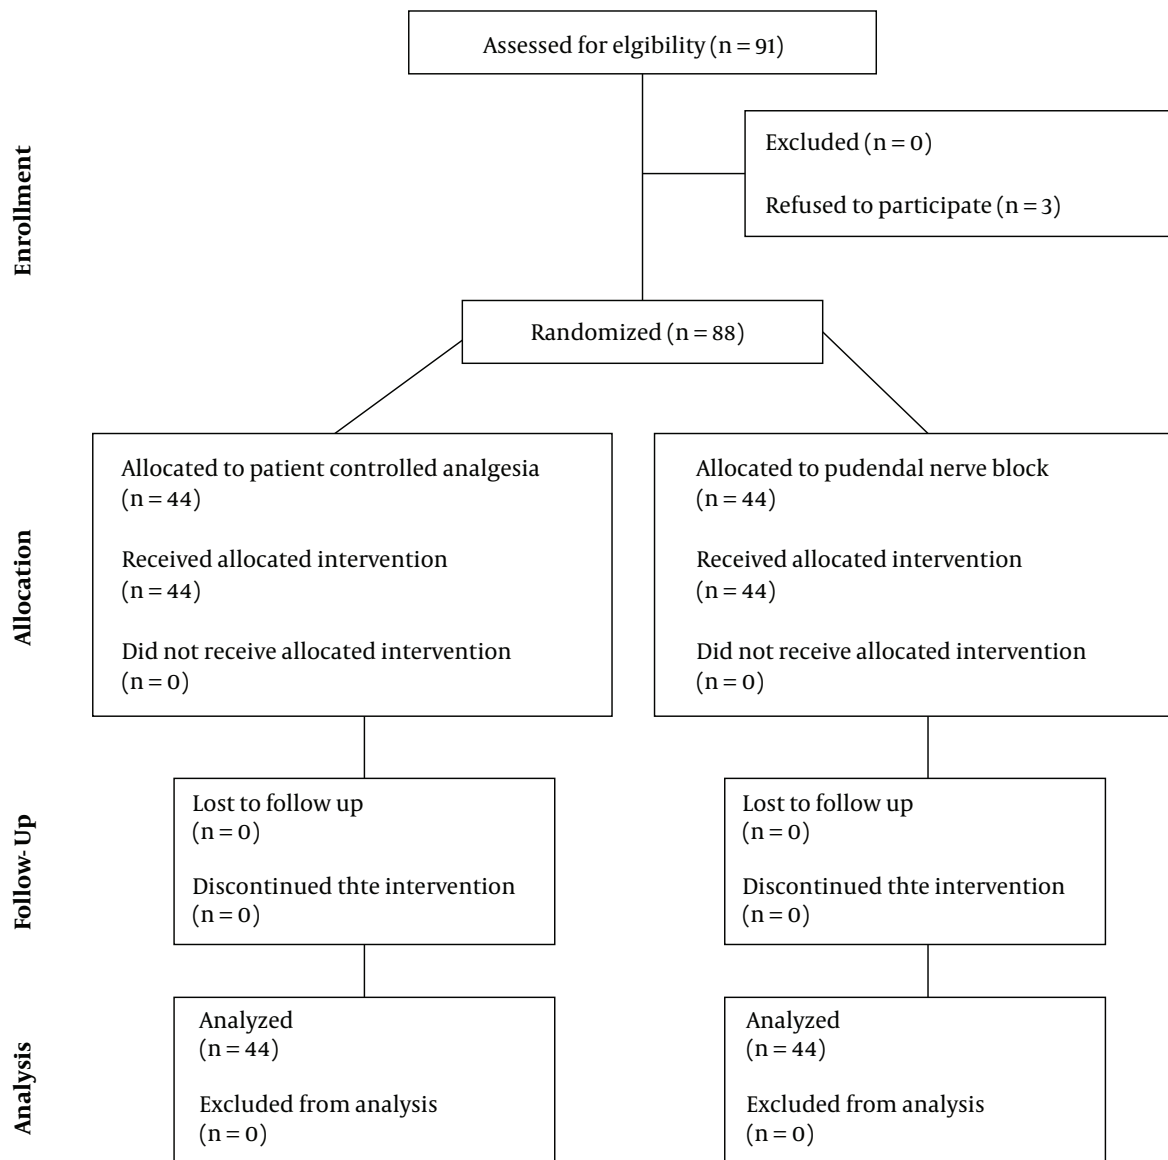 Assessed for elgibility (n = 91)
Enrollment
Excluded (n = 0)
Refused to participate (n = 3)
Randomized (n = 88)
Allocation
Allocated to patient controlled analgesia
(n = 44)
Received allocated intervention
(n = 44)
Did not receive allocated intervention
(n = 0)
Allocated to pudendal nerve block
(n = 44)
Received allocated intervention
(n = 44)
Did not receive allocated intervention
(n = 0)
Follow-Up
Lost to follow up
(n = 0)
Discontinued thte intervention
(n = 0)
Lost to follow up
(n = 0)
Discontinued thte intervention
(n = 0)
Analysis
Analyzed
(n = 44)
Excluded from analysis
(n = 0)
Analyzed
(n = 44)
Excluded from analysis
(n = 0)